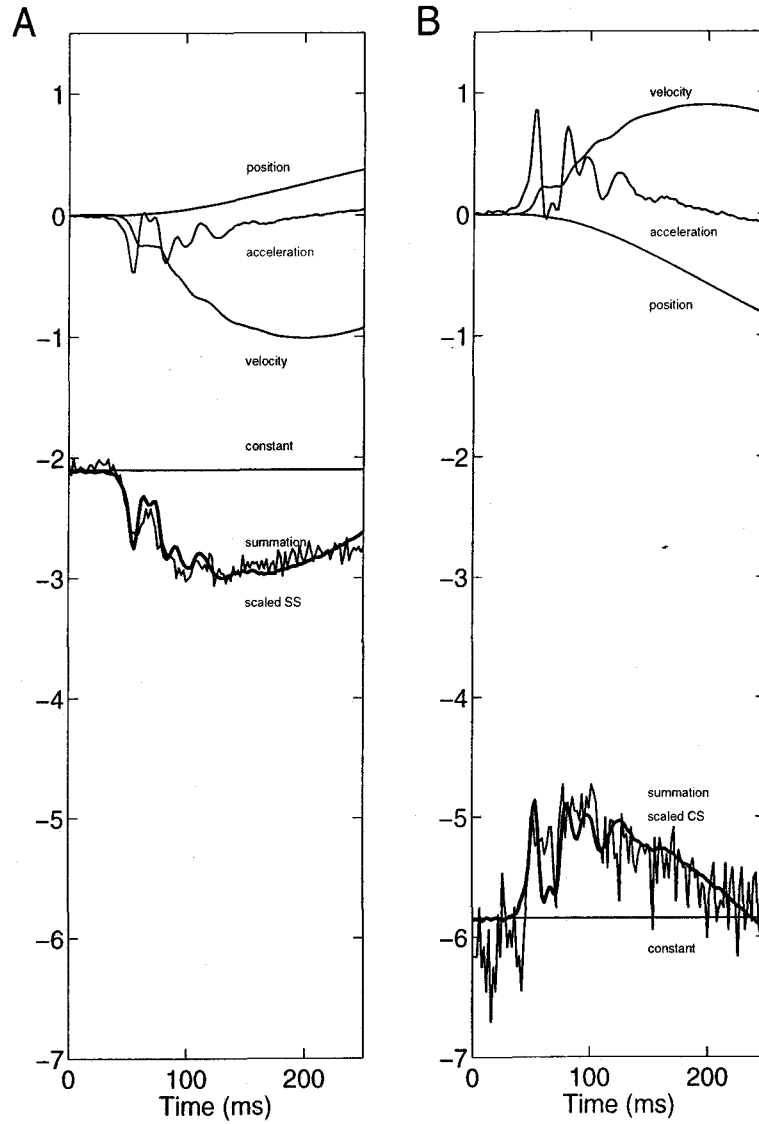 A
1
0
−1
−2
−3
−4
−5
−6
−7
position
acceleration
velocity
constant
summation
scaled SS
0
100
200
Time (ms)
B
1
0
−1
−2
−3
−4
−5
−6
−7
velocity
acceleration
position
summation
scaled CS
constant
0
100
200
Time (ms)